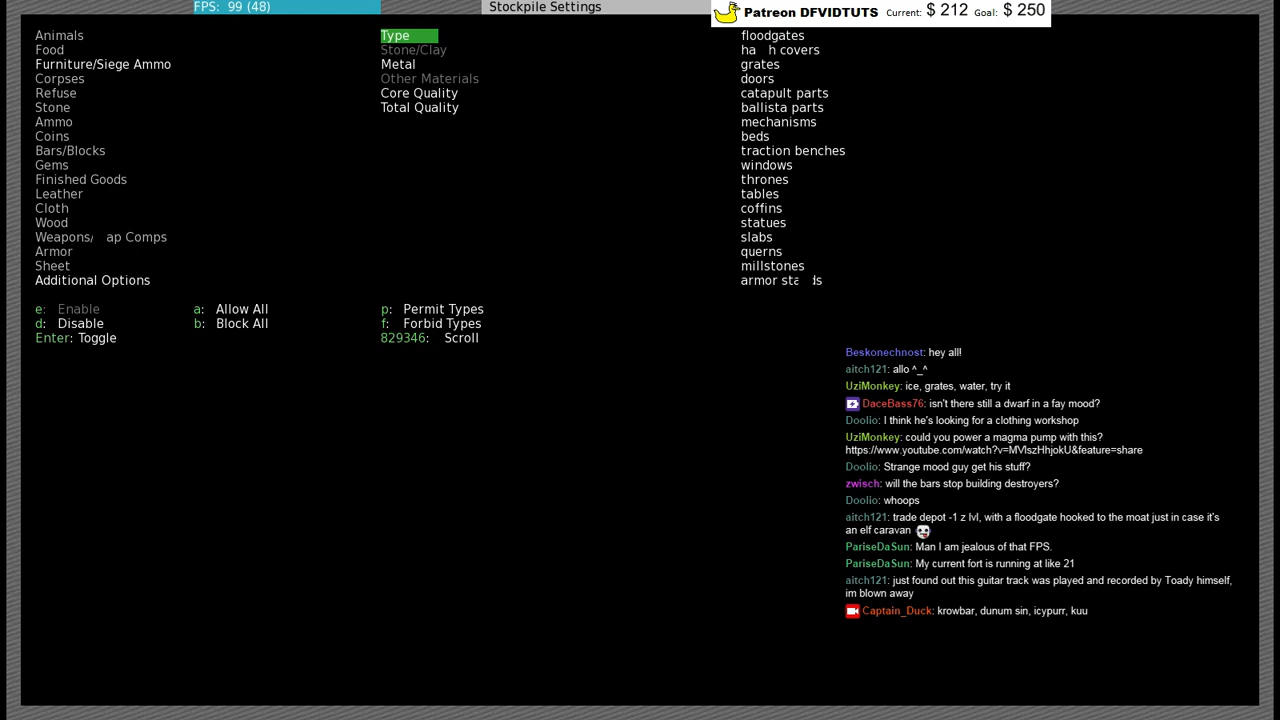 FPS: 99 (48)
Stockpile Settings
Patreon DFVIDTUTS Current: $ 212 Goal: $ 250
Animals
Food
Furniture/Siege Ammo
Corpses
Refuse
Stone
Ammo
Coins
Bars/Blocks
Gems
Finished Goods
Leather
Cloth
Wood
Weapons/ ap Comps
Armor
Sheet
Additional Options
Type
Stone/Clay
Metal
Other Materials
Core Quality
Total Quality
floodgates
ha h covers
grates
doors
catapult parts
ballista parts
mechanisms
beds
traction benches
windows
thrones
tables
coffins
statues
slabs
querns
millstones
armor sta ds
e: Enable a: Allow All p: Permit Types
d: Disable b: Block All f: Forbid Types
Enter: Toggle 829346: Scroll
Beskonechnost: hey all!
aitch121: allo ^_^
UziMonkey: ice, grates, water, try it
DaceBass76: isn't there still a dwarf in a fay mood?
Doolio: I think he's looking for a clothing workshop
UziMonkey: could you power a magma pump with this?
https://www.youtube.com/watch?v=MVlszHhjokU&feature=share
Doolio: Strange mood guy get his stuff?
zwisch: will the bars stop building destroyers?
Doolio: whoops
aitch121: trade depot -1 z lvl, with a floodgate hooked to the moat just in case it's
an elf caravan
PariseDaSun: Man I am jealous of that FPS.
PariseDaSun: My current fort is running at like 21
aitch121: just found out this guitar track was played and recorded by Toady himself,
im blown away
Captain_Duck: krowbar, dunum sin, icypurr, kuu